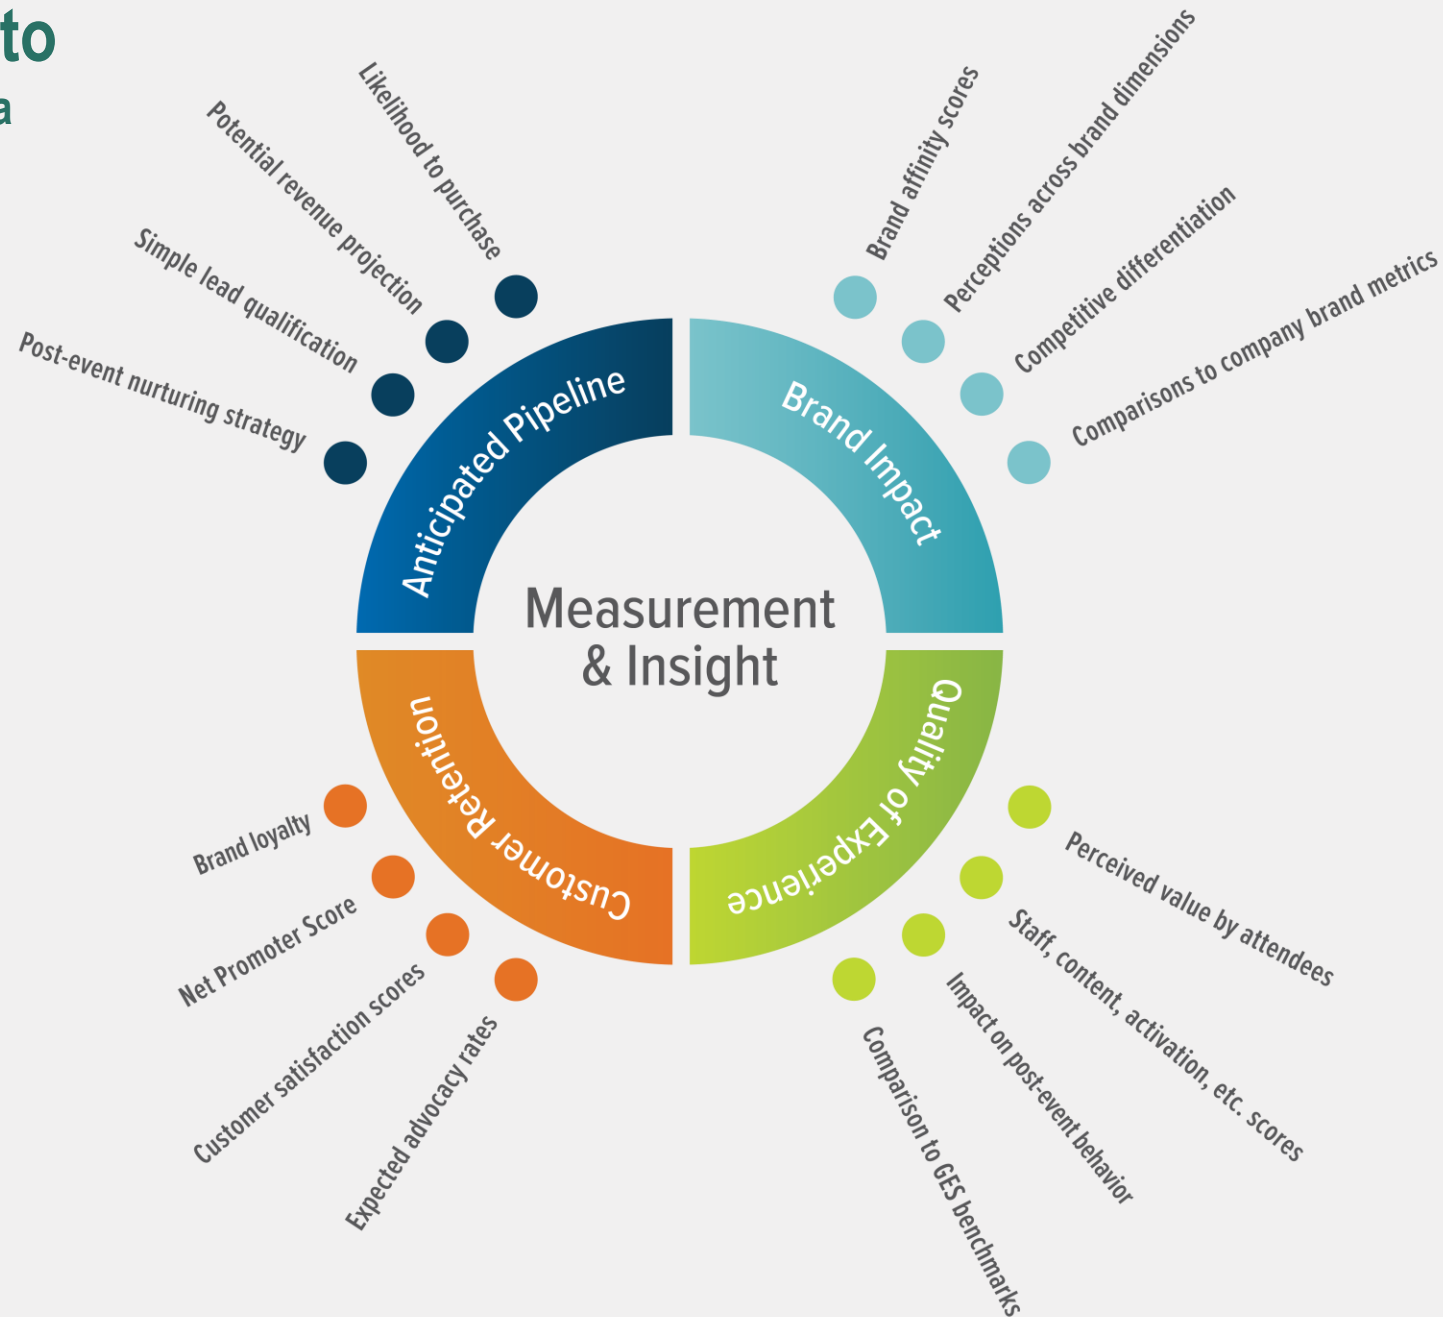 to
a
Likelihood to purchase
Potential revenue projection
Simple lead qualification
Post-event nurturing strategy
Anticipated Pipeline
Brand affinity scores
Perceptions across brand dimensions
Competitive differentiation
Comparisons to company brand metrics
Brand Impact
Measurement
& Insight
Customer Retention
Brand loyalty
Net Promoter Score
Customer satisfaction scores
Expected advocacy rates
Quality of Experience
Perceived value by attendees
Staff, content, activation, etc. scores
Impact on post-event behavior
Comparison to GES benchmarks